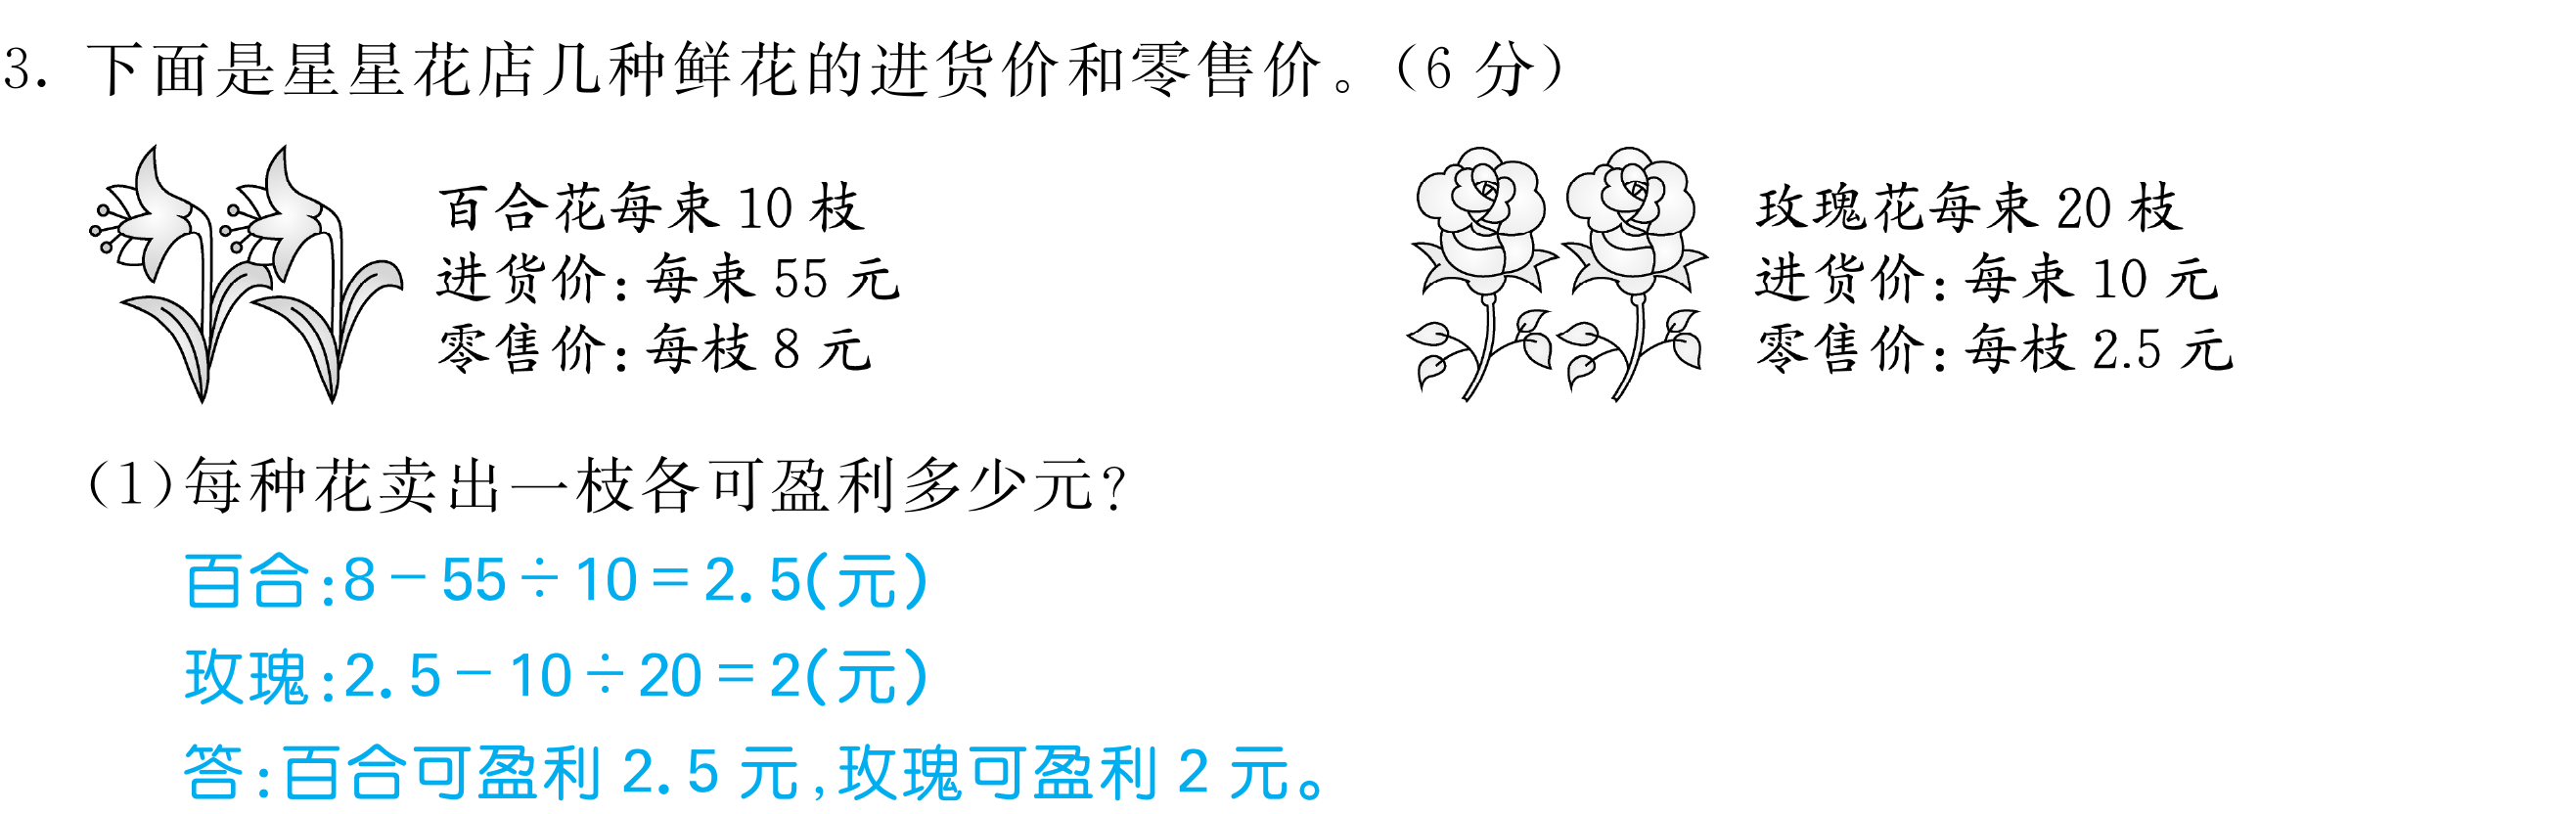 3. 下面是星星花店几种鲜花的进货价和零售价。(6 分)
百合花每束 10 枝
进货价:每束 55 元
零售价:每枝 8 元
玫瑰花每束 20 枝
进货价:每束 10 元
零售价:每枝 2.5 元
(1)每种花卖出一枝各可盈利多少元?
百合:8－55÷10＝2.5(元)
玫瑰:2.5－10÷20＝2(元)
答:百合可盈利 2.5 元,玫瑰可盈利 2 元。